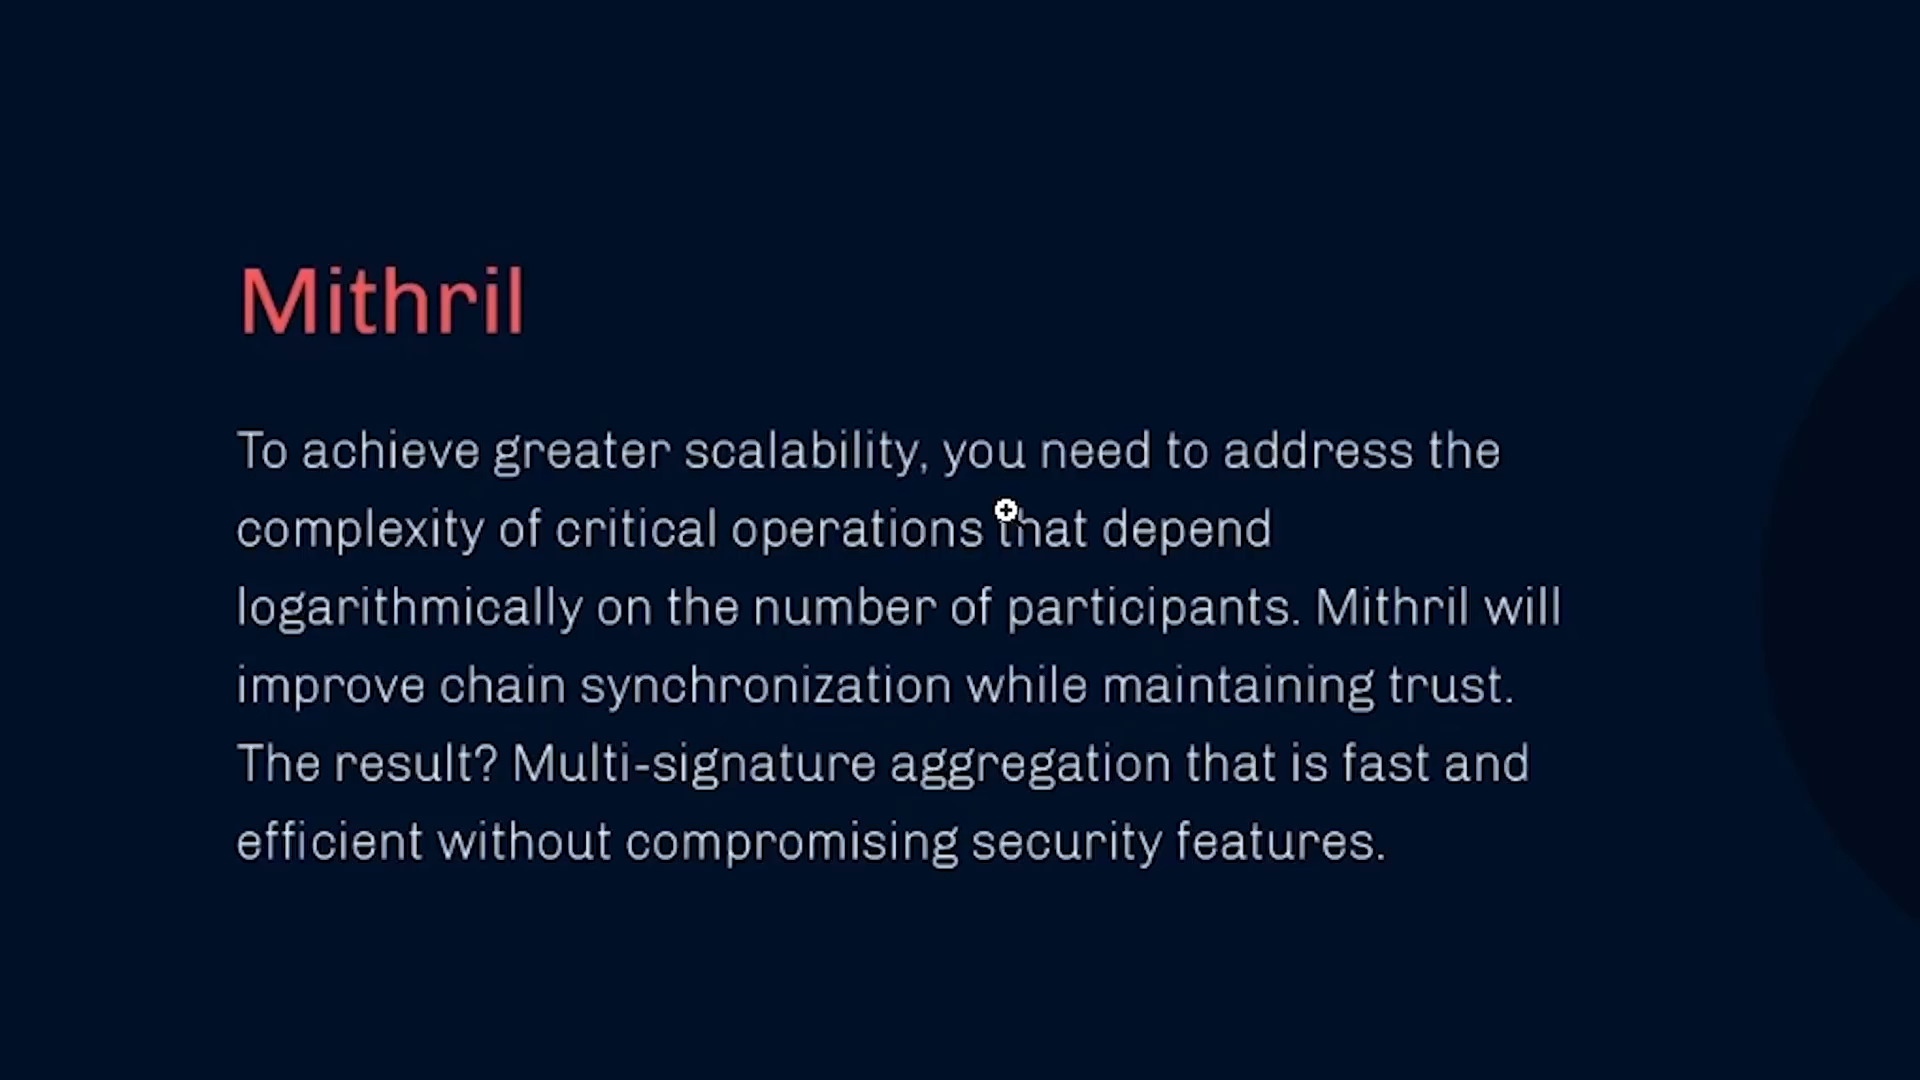 Mithril
To achieve greater scalability, you need to address the
complexity of critical operations that depend
logarithmically on the number of participants. Mithril will
improve chain synchronization while maintaining trust.
The result? Multi-signature aggregation that is fast and
efficient without compromising security features.